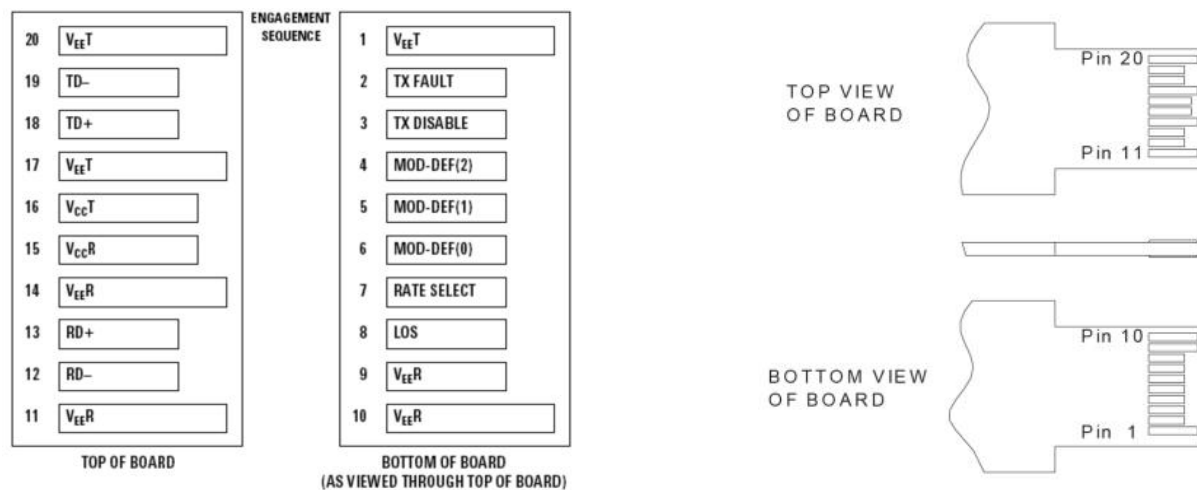 20 VEET
19 TD–
18 TD+
17 VEET
16 VCCT
15 VCCR
14 VEER
13 RD+
12 RD–
11 VEER
TOP OF BOARD
ENGAGEMENT
SEQUENCE
1 VEET
2 TX FAULT
3 TX DISABLE
4 MOD-DEF(2)
5 MOD-DEF(1)
6 MOD-DEF(0)
7 RATE SELECT
8 LOS
9 VEER
10 VEER
BOTTOM OF BOARD
(AS VIEWED THROUGH TOP OF BOARD)
TOP VIEW
OF BOARD
Pin 20
Pin 11
BOTTOM VIEW
OF BOARD
Pin 10
Pin 1